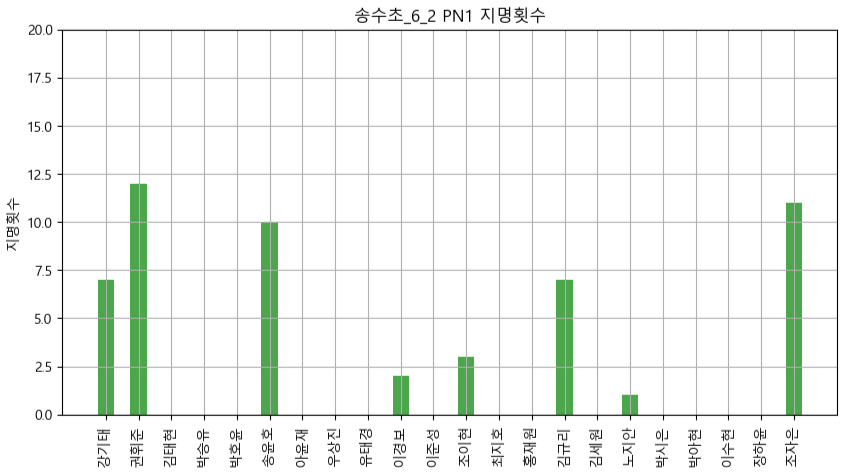 송수초_6_2 PN1 지명횟수
20.0
17.5
15.0
12.5
10.0
7.5
5.0
2.5
0.0
지명횟수
강기태
권휘준
김태현
박승유
박호윤
송윤호
아윤재
우상진
유태경
이경보
이준성
조이현
최지호
홍재원
김규리
김세원
노지안
박시은
박아현
이수현
장하윤
조자은